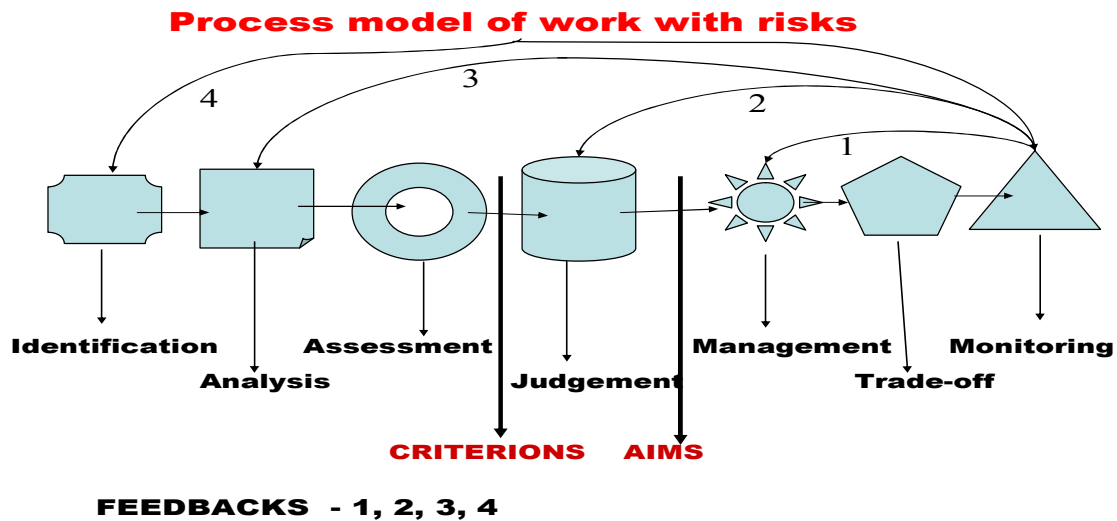 Process model of work with risks
4
3
2
1
Identification
Assessment
Management
Monitoring
Analysis
Judgement
Trade-off
CRITERIONS
AIMS
FEEDBACKS - 1, 2, 3, 4